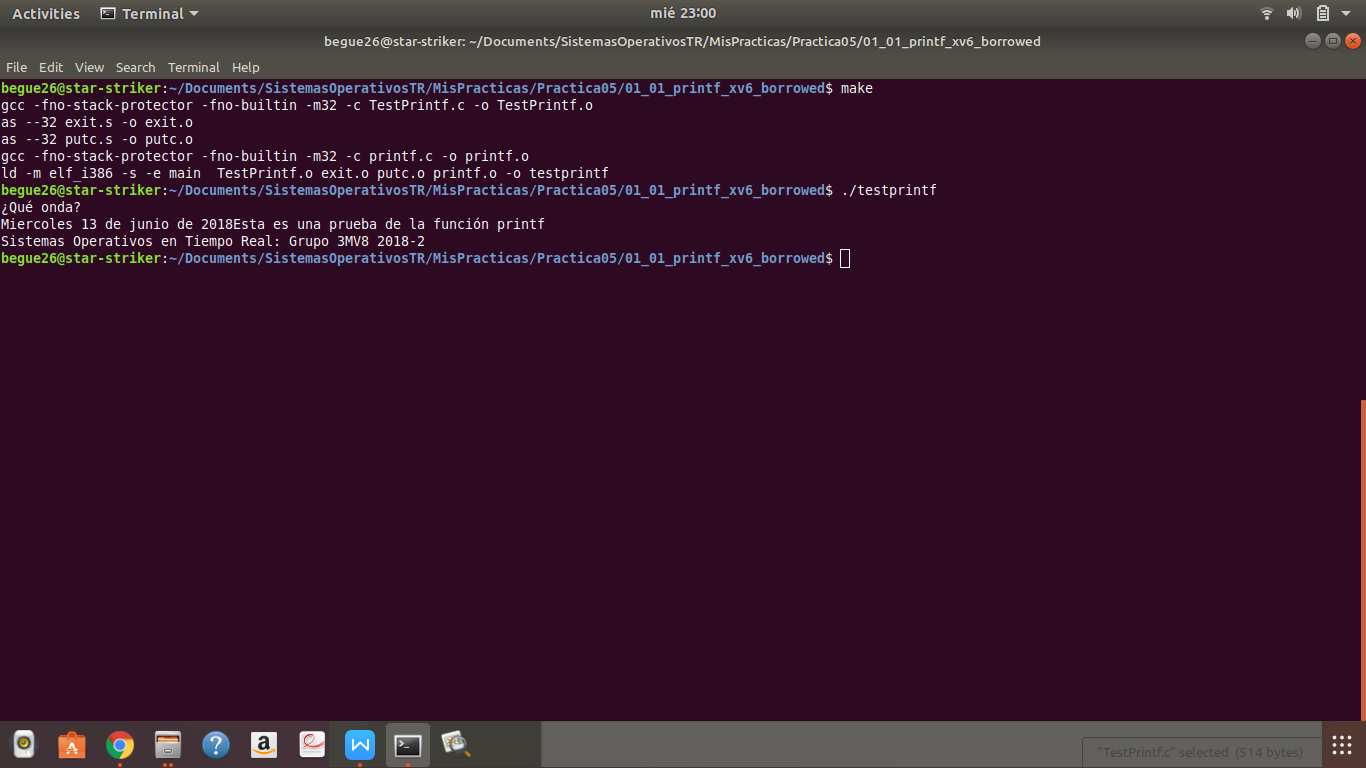 Activities Terminal mié 23:00
begue26@star-striker: ~/Documents/SistemasOperativosTR/MisPracticas/Practica05/01_01_printf_xv6_borrowed
File Edit View Search Terminal Help
begue26@star-striker:~/Documents/SistemasOperativosTR/MisPracticas/Practica05/01_01_printf_xv6_borrowed$ make
gcc -fno-stack-protector -fno-builtin -m32 -c TestPrintf.c -o TestPrintf.o
as --32 exit.s -o exit.o
as --32 putc.s -o putc.o
gcc -fno-stack-protector -fno-builtin -m32 -c printf.c -o printf.o
ld -m elf_i386 -s -e main  TestPrintf.o exit.o putc.o printf.o -o testprintf
begue26@star-striker:~/Documents/SistemasOperativosTR/MisPracticas/Practica05/01_01_printf_xv6_borrowed$ ./testprintf
¿Qué onda?
Miercoles 13 de junio de 2018Esta es una prueba de la función printf
Sistemas Operativos en Tiempo Real: Grupo 3MV8 2018-2
begue26@star-striker:~/Documents/SistemasOperativosTR/MisPracticas/Practica05/01_01_printf_xv6_borrowed$
"TestPrintf.c" selected (514 bytes)